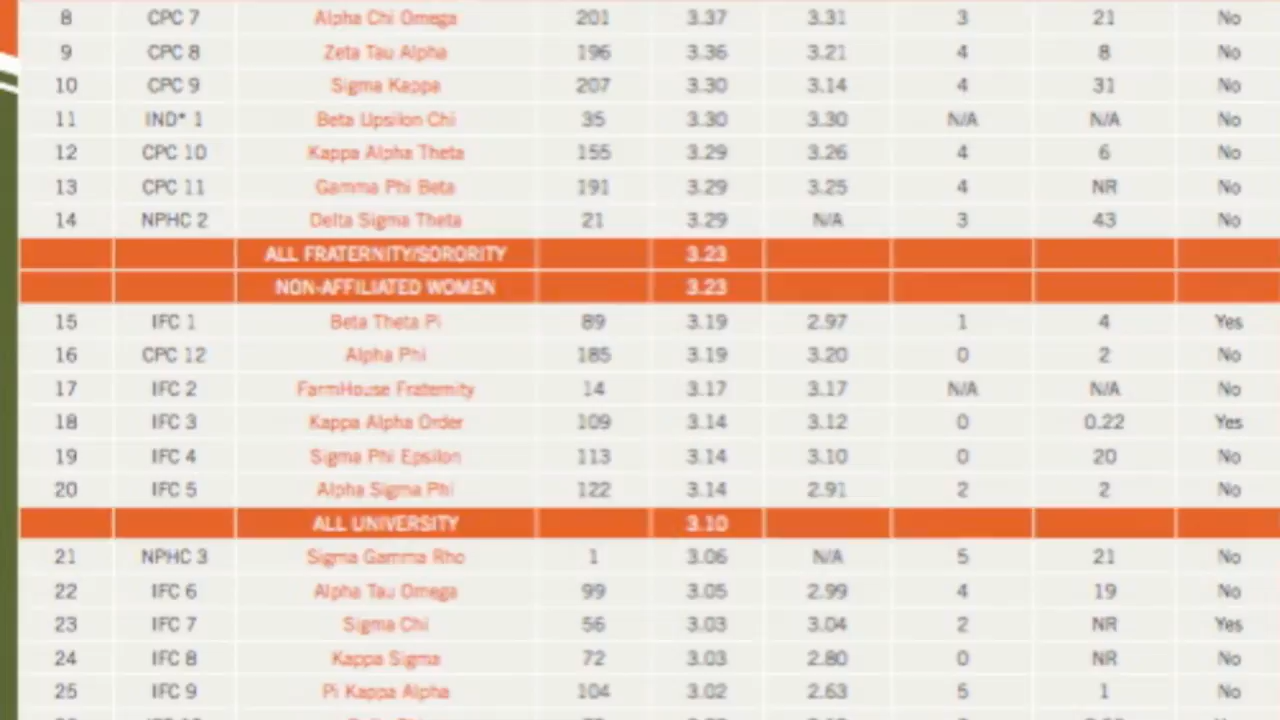 8 CPC 7 Alpha Chi Omega 201 3.37 3.31 3 21 No
9 CPC 8 Zeta Tau Alpha 196 3.36 3.21 4 8 No
10 CPC 9 Sigma Kappa 207 3.30 3.14 4 31 No
11 IND* 1 Beta Upsilon Chi 35 3.30 3.30 N/A N/A No
12 CPC 10 Kappa Alpha Theta 155 3.29 3.26 4 6 No
13 CPC 11 Gamma Phi Beta 191 3.29 3.25 4 NR No
14 NPHC 2 Delta Sigma Theta 21 3.29 N/A 3 43 No
ALL FRATERNITY/SORORITY 3.23
NON-AFFILIATED WOMEN 3.23
15 IFC 1 Beta Theta Pi 89 3.19 2.97 1 4 Yes
16 CPC 12 Alpha Phi 185 3.19 3.20 0 2 No
17 IFC 2 FarmHouse Fraternity 14 3.17 3.17 N/A N/A No
18 IFC 3 Kappa Alpha Order 109 3.14 3.12 0 0.22 Yes
19 IFC 4 Sigma Phi Epsilon 113 3.14 3.10 0 20 No
20 IFC 5 Alpha Sigma Phi 122 3.14 2.91 2 2 No
ALL UNIVERSITY 3.10
21 NPHC 3 Sigma Gamma Rho 1 3.06 N/A 5 21 No
22 IFC 6 Alpha Tau Omega 99 3.05 2.99 4 19 No
23 IFC 7 Sigma Chi 56 3.03 3.04 2 NR Yes
24 IFC 8 Kappa Sigma 72 3.03 2.80 0 NR No
25 IFC 9 Pi Kappa Alpha 104 3.02 2.63 5 1 No